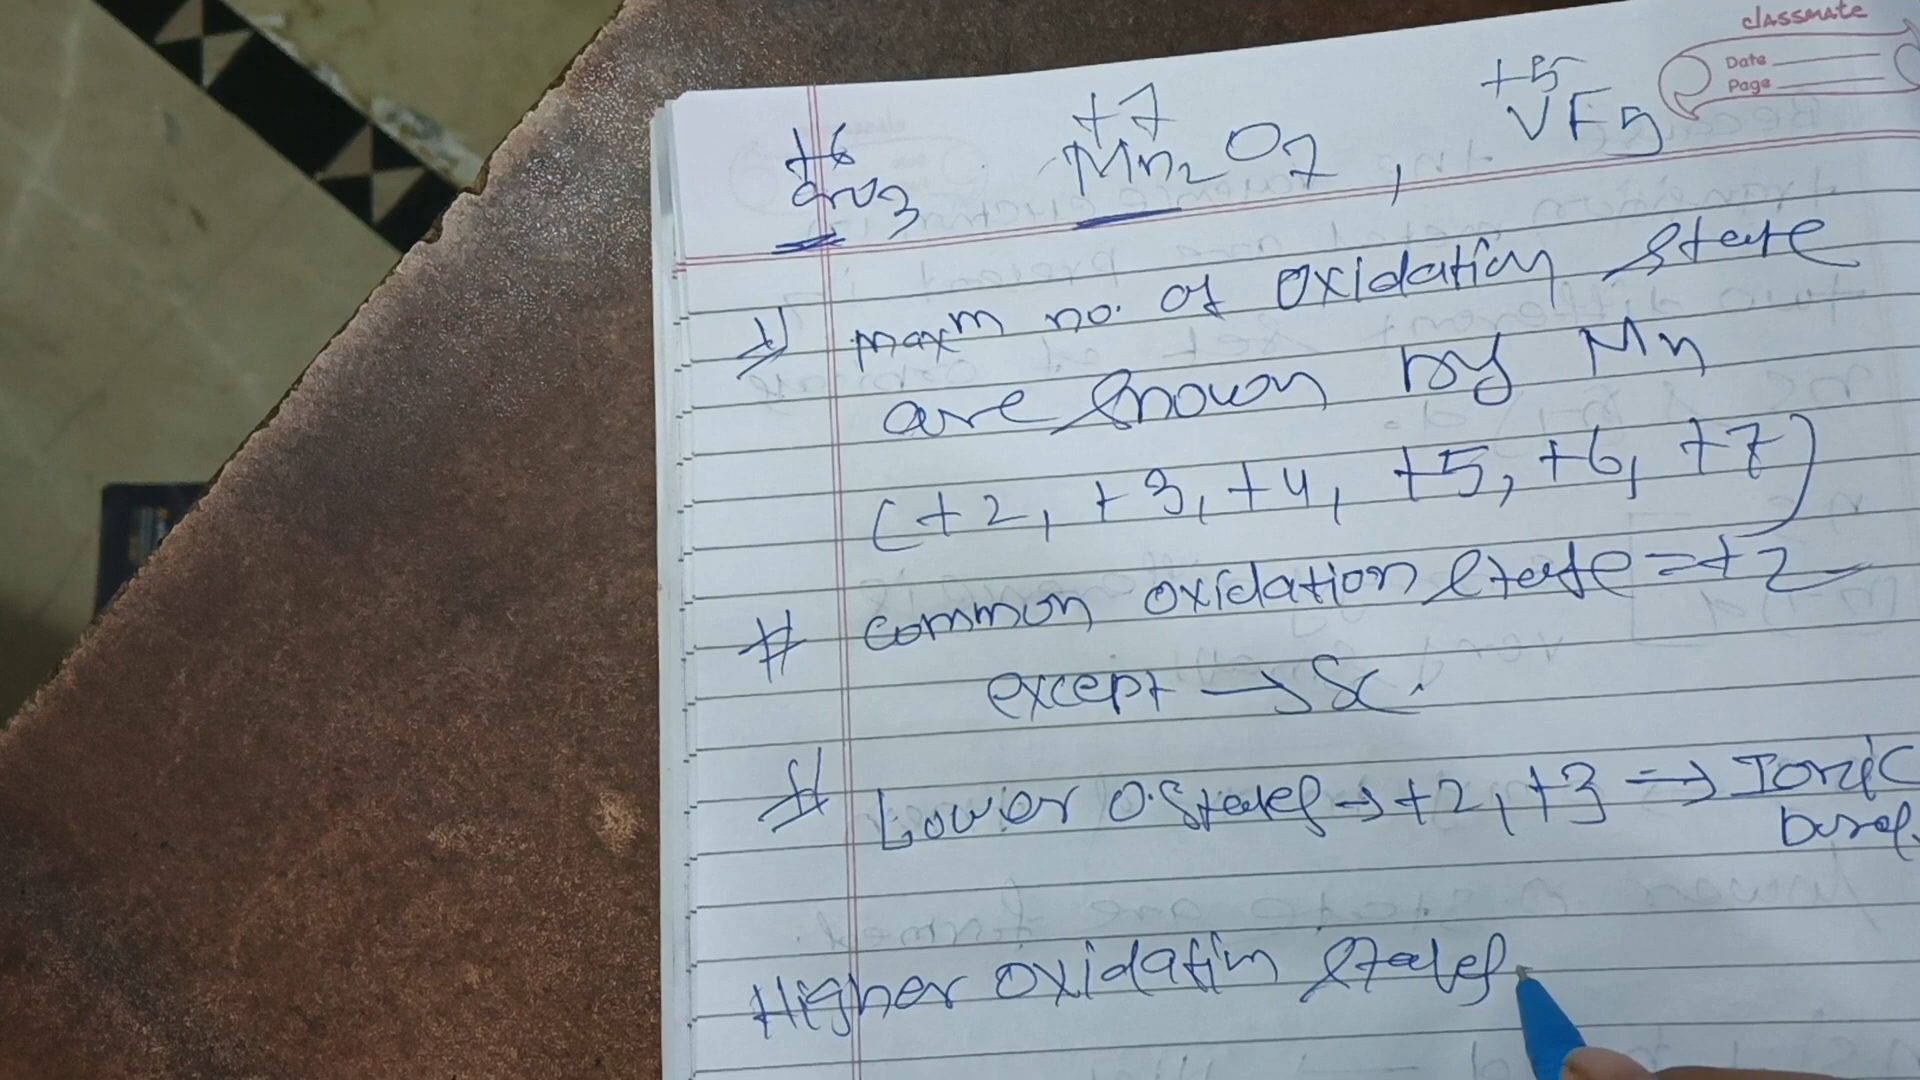 classmate
Date
Page
+6 +7 +5
CrO3 Mn2O7 , VF5
# maxm no. of oxidation state
are shown by Mn
(+2, +3, +4, +5, +6, +7)
# common oxidation state = +2
except → Sc.
# Lower O.States → +2, +3 ⇒ Ionic
Higher oxidation states